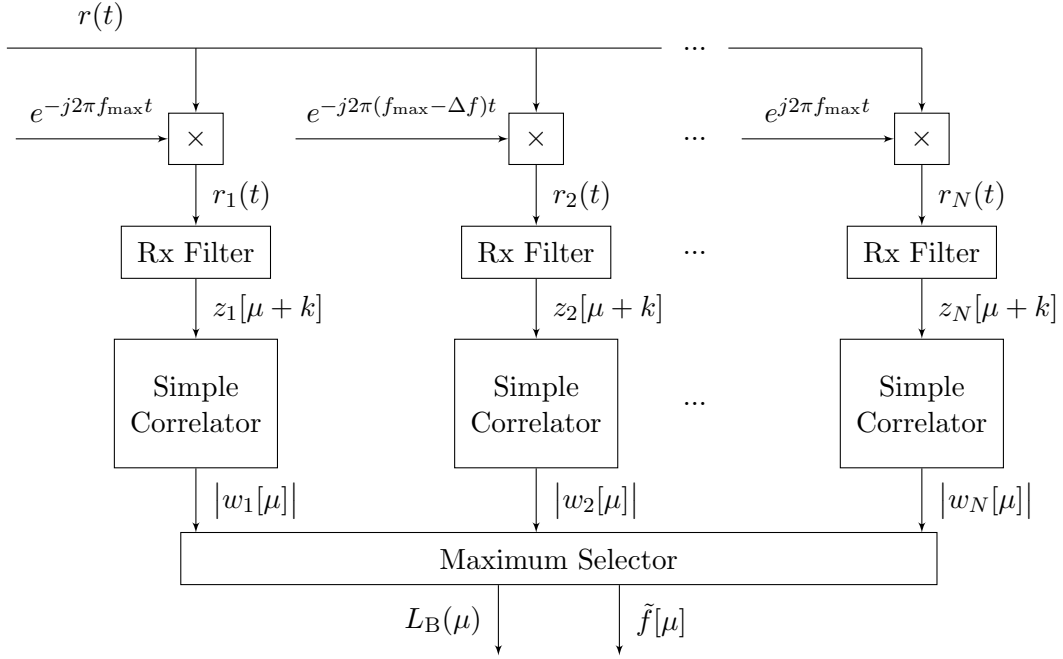 r(t)
...
e^{-j2πf_max t} e^{-j2π(f_max−Δf)t} e^{j2πf_max t}
× × ... ×
r_1(t) r_2(t) r_N(t)
Rx Filter Rx Filter ... Rx Filter
z_1[μ + k] z_2[μ + k] z_N[μ + k]
Simple Simple Simple
Correlator Correlator ... Correlator
|w_1[μ]| |w_2[μ]| |w_N[μ]|
Maximum Selector
L_B(μ) f̃[μ]